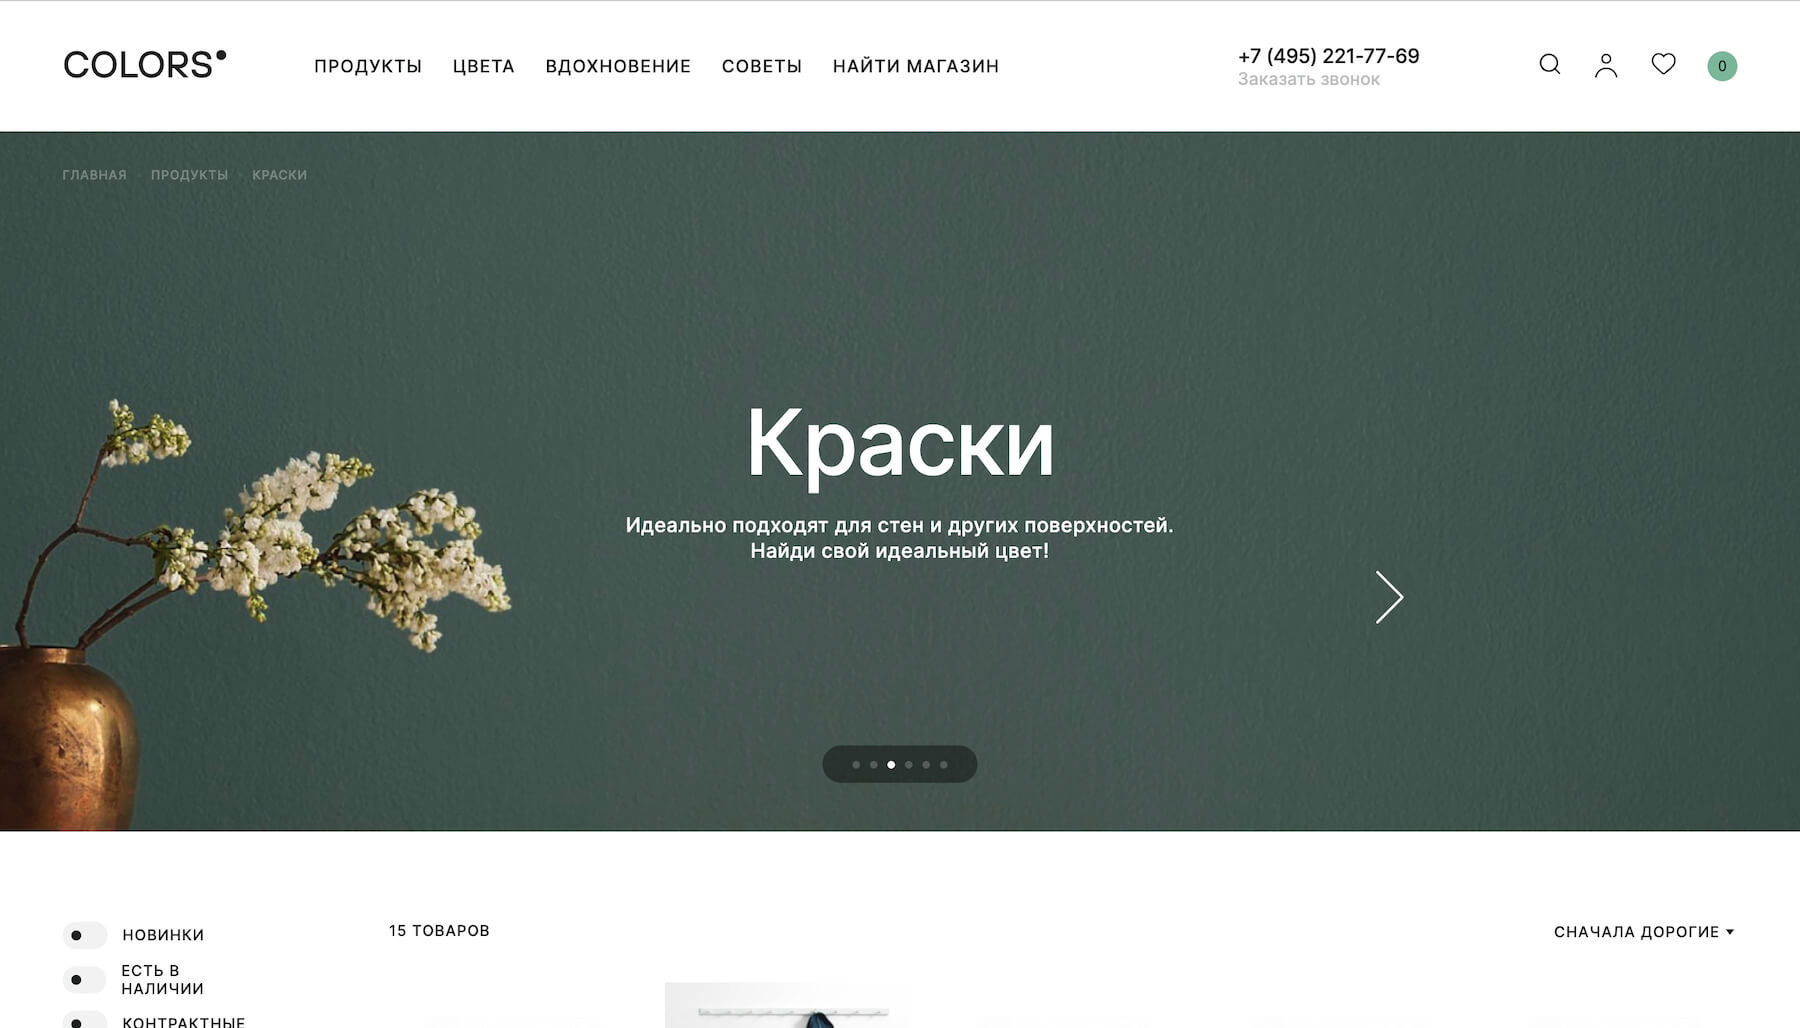 COLORS
ПРОДУКТЫ
ЦВЕТА
ВДОХНОВЕНИЕ
СОВЕТЫ
НАЙТИ МАГАЗИН
+7 (495) 221-77-69
Заказать звонок
0
ГЛАВНАЯ
ПРОДУКТЫ
КРАСКИ
Краски
Идеально подходят для стен и других поверхностей.
Найди свой идеальный цвет!
НОВИНКИ
ЕСТЬ В
НАЛИЧИИ
КОНТРАКТНЫЕ
15 ТОВАРОВ
СНАЧАЛА ДОРОГИЕ